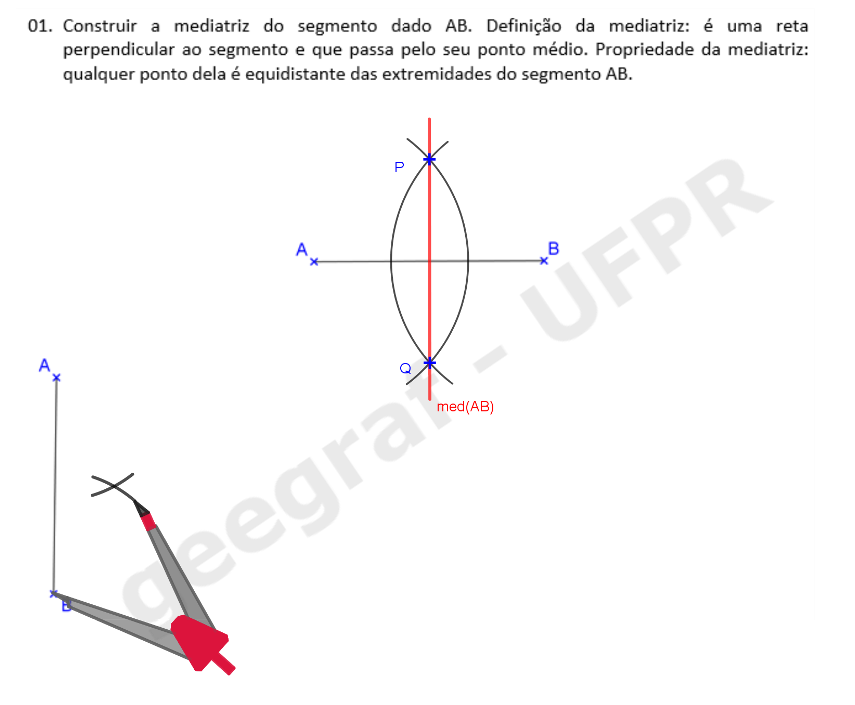 01. Construir a mediatriz do segmento dado AB. Definição da mediatriz: é uma reta
perpendicular ao segmento e que passa pelo seu ponto médio. Propriedade da mediatriz:
qualquer ponto dela é equidistante das extremidades do segmento AB.
P
A
B
Q
med(AB)
A
B
geegraf - UFPR